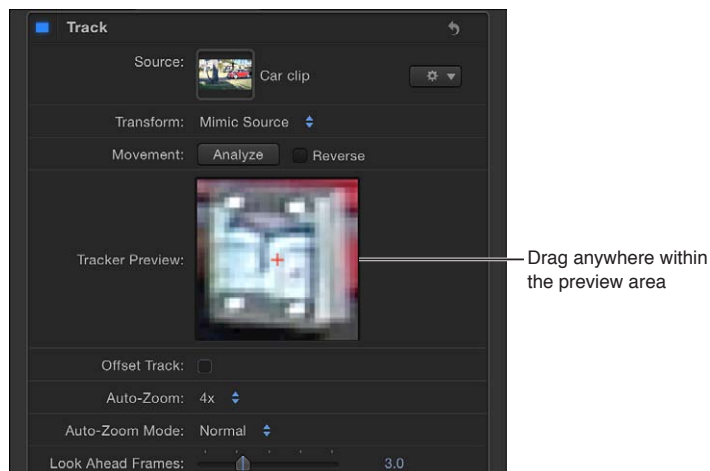 Track
Source: Car clip
Transform: Mimic Source
Movement: Analyze Reverse
Tracker Preview:
Drag anywhere within
the preview area
Offset Track:
Auto-Zoom: 4x
Auto-Zoom Mode: Normal
Look Ahead Frames: 3.0